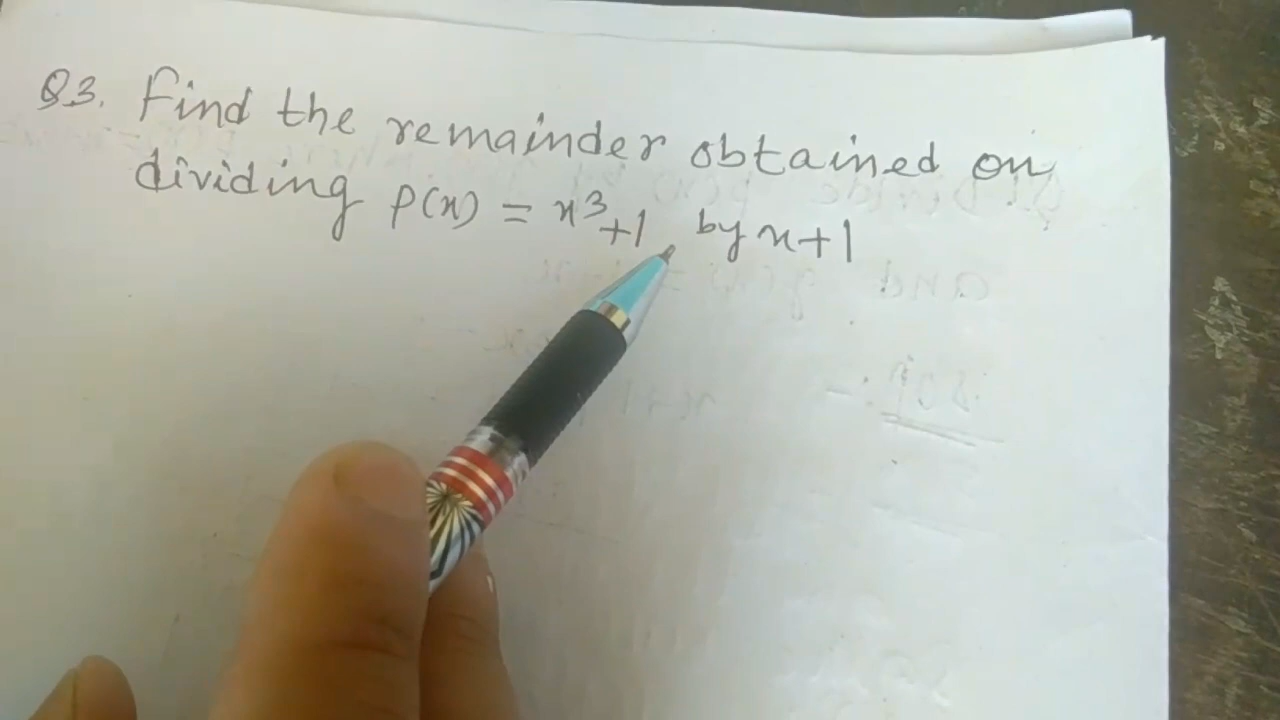 Q3. Find the remainder obtained on
dividing P(x) = x³+1 by x+1